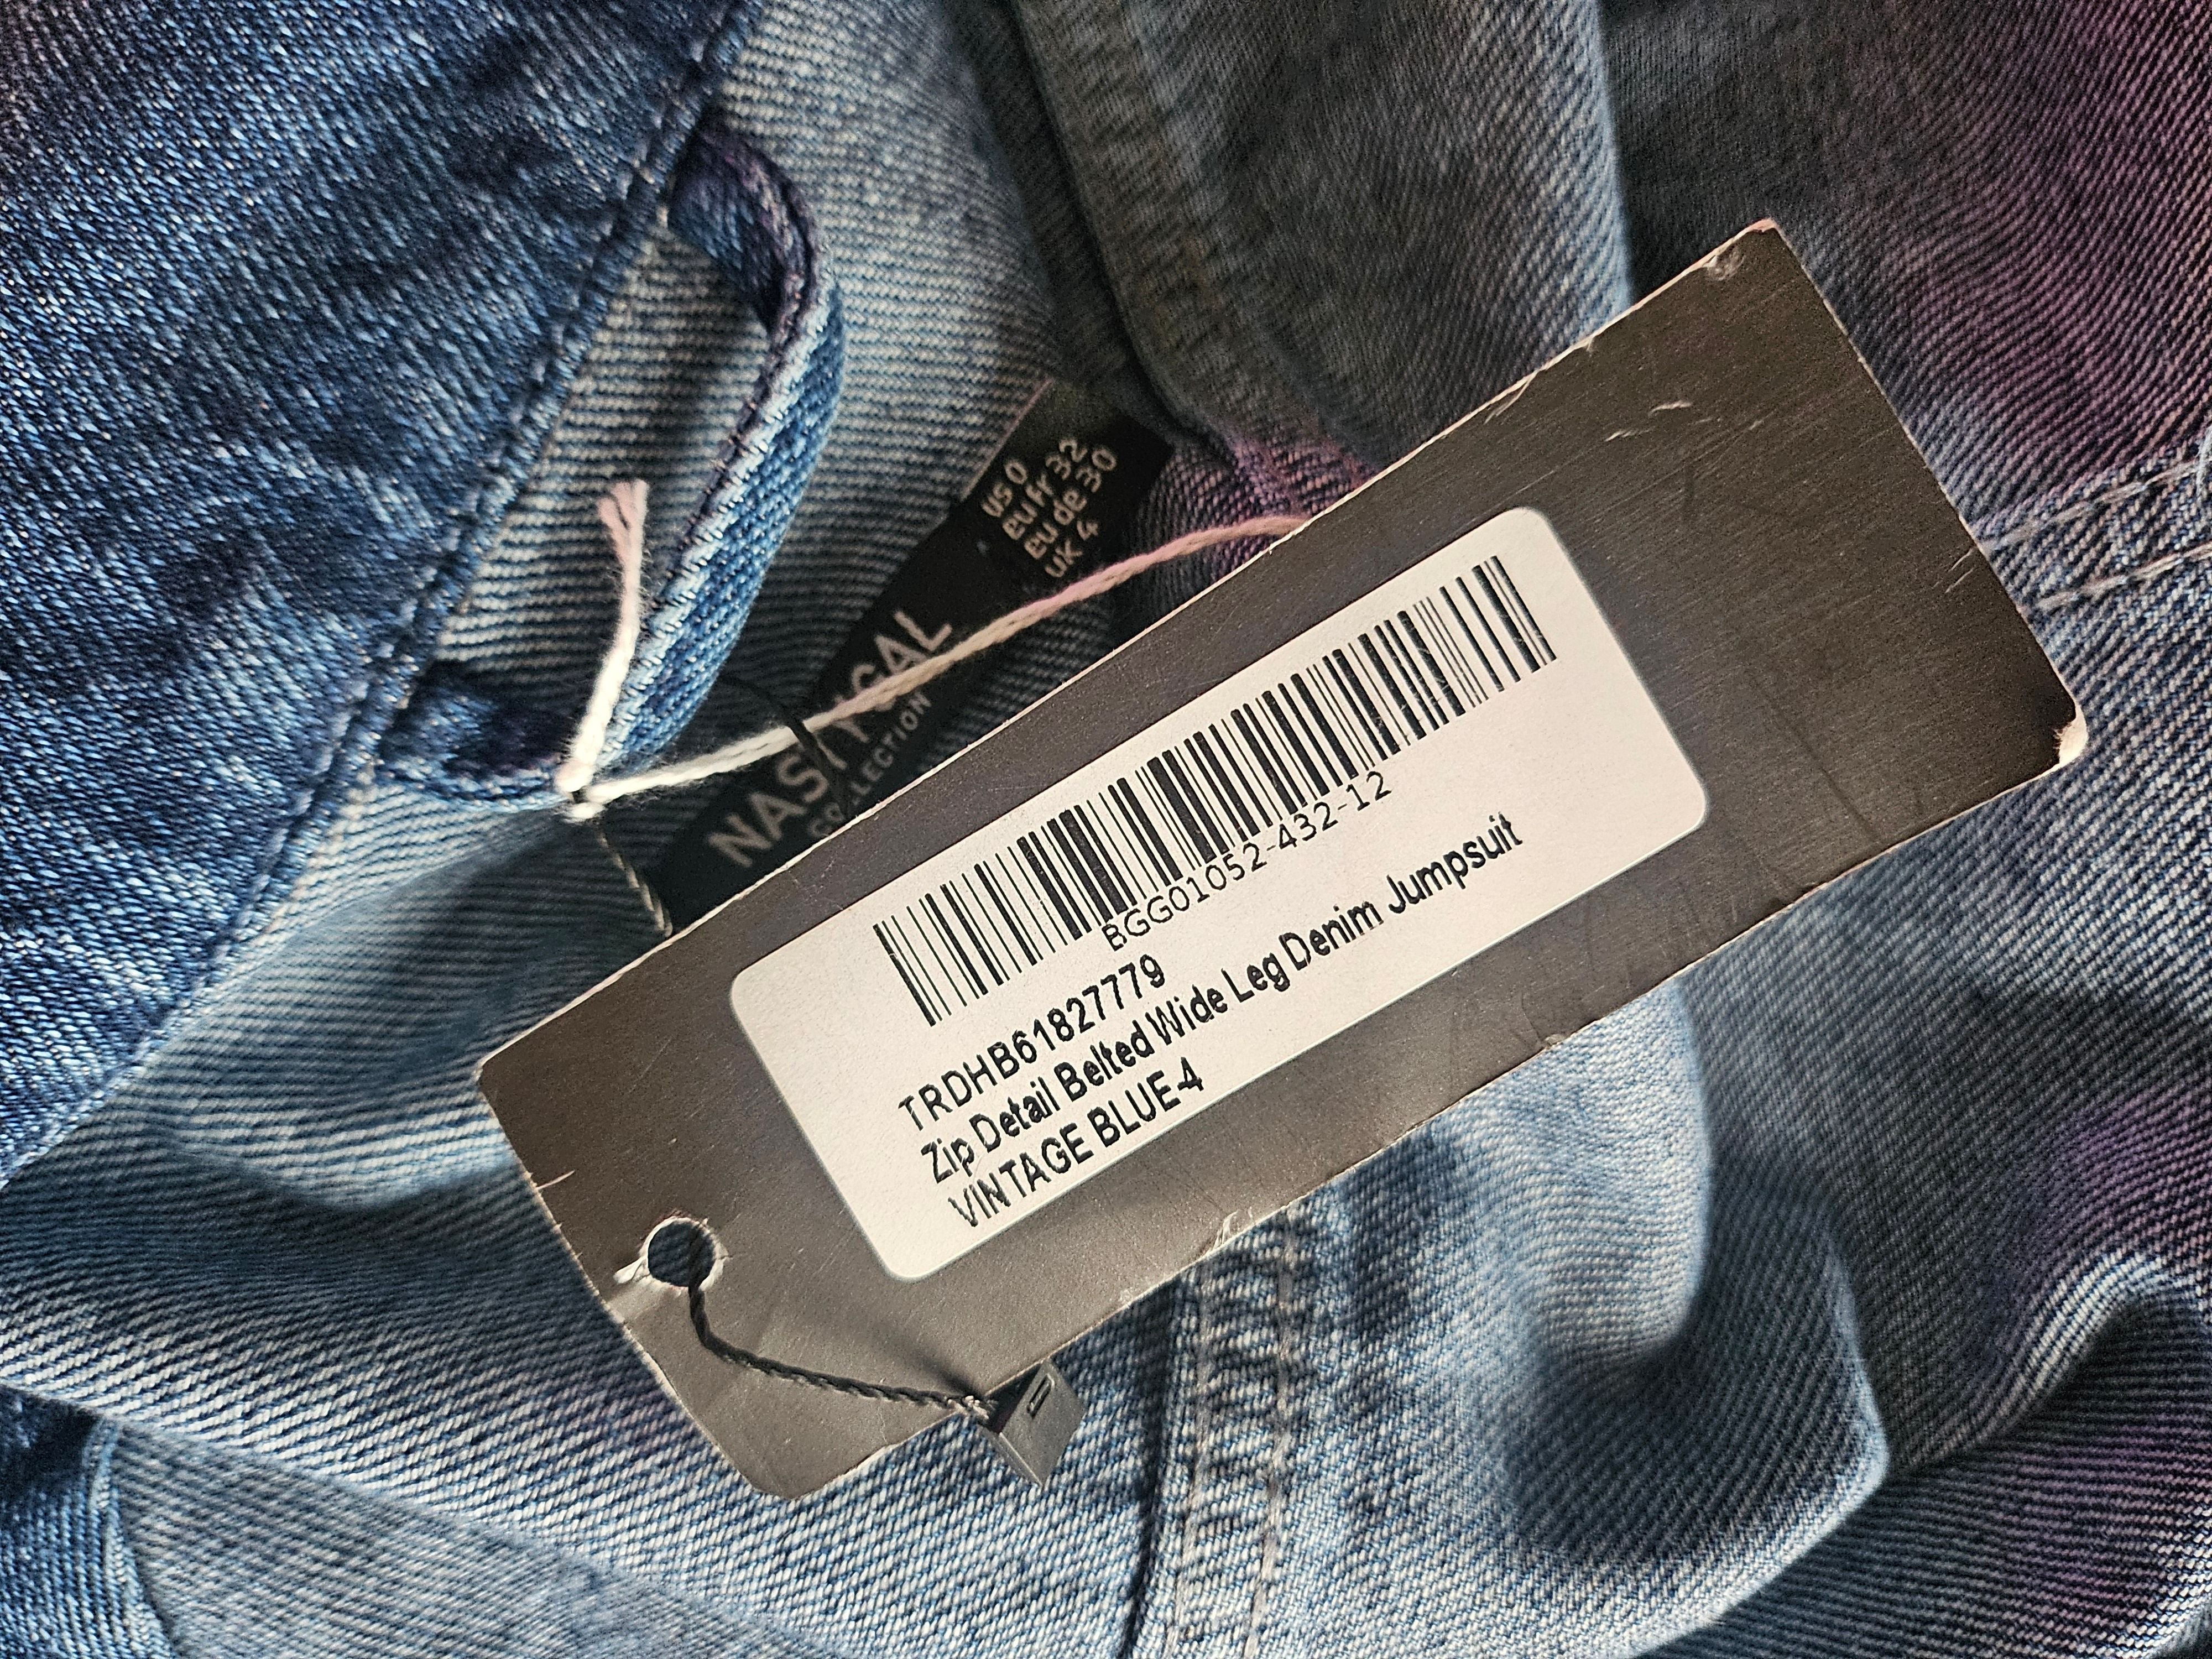 us 0
eu fr 32
eu de 30
uk 4
NASTY GAL
COLLECTION
BGG01052-432-12
TRDHB61827779
Zip Detail Belted Wide Leg Denim Jumpsuit
VINTAGE BLUE-4